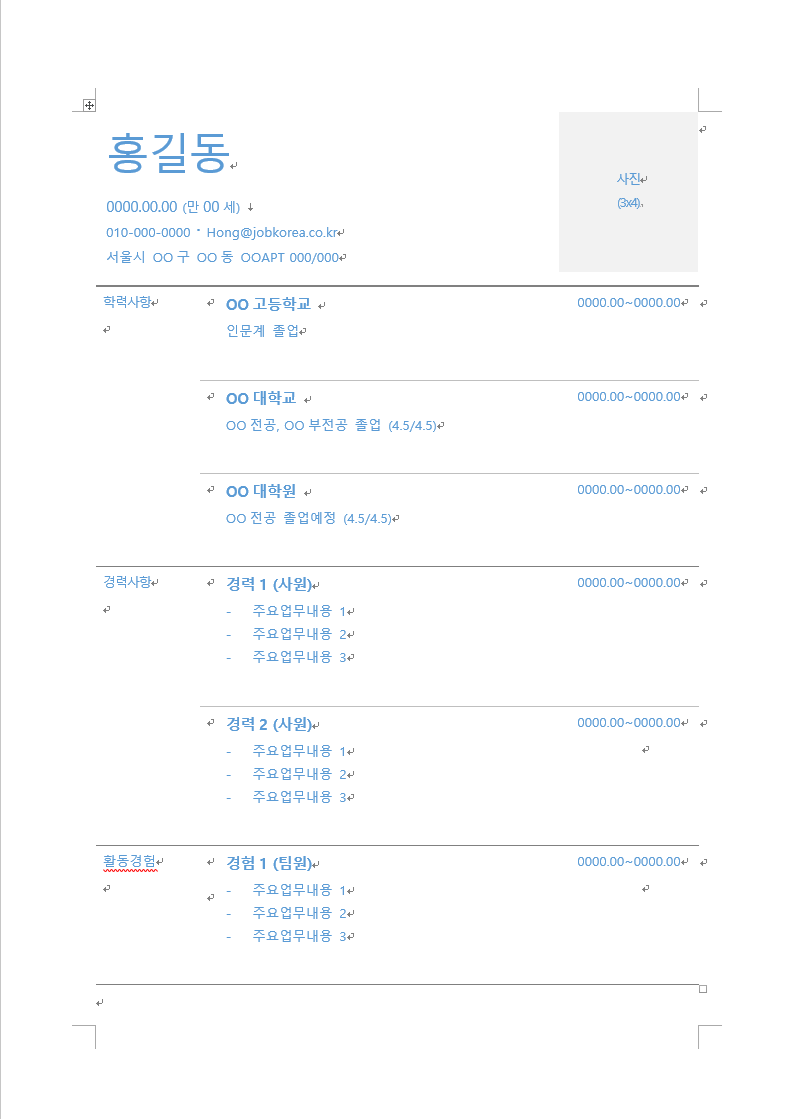 홍길동
0000.00.00 (만 00 세)
010-000-0000 · Hong@jobkorea.co.kr
서울시 OO 구 OO 동 OOAPT 000/000
사진
(3x4)
학력사항
OO 고등학교 0000.00~0000.00
인문계 졸업
OO 대학교 0000.00~0000.00
OO 전공, OO 부전공 졸업 (4.5/4.5)
OO 대학원 0000.00~0000.00
OO 전공 졸업예정 (4.5/4.5)
경력사항
경력 1 (사원) 0000.00~0000.00
- 주요업무내용 1
- 주요업무내용 2
- 주요업무내용 3
경력 2 (사원) 0000.00~0000.00
- 주요업무내용 1
- 주요업무내용 2
- 주요업무내용 3
활동경험
경험 1 (팀원) 0000.00~0000.00
- 주요업무내용 1
- 주요업무내용 2
- 주요업무내용 3